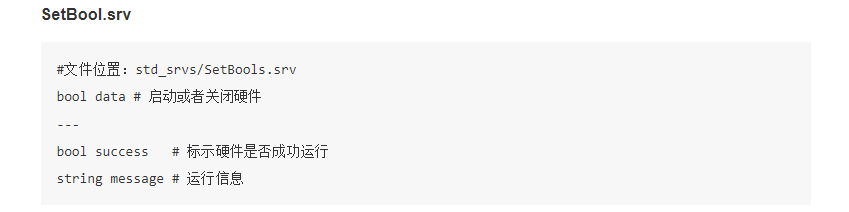 SetBool.srv
#文件位置：std_srvs/SetBools.srv
bool data # 启动或者关闭硬件
---
bool success   # 标示硬件是否成功运行
string message # 运行信息